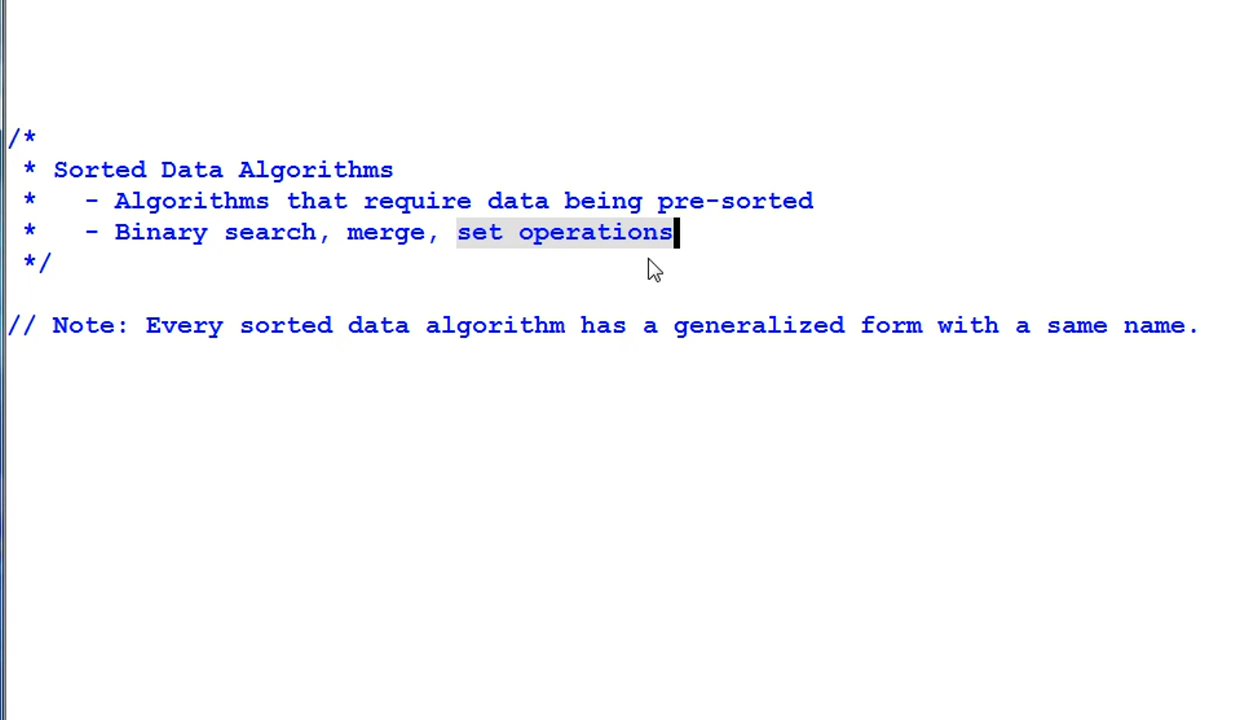 /*
 * Sorted Data Algorithms
 *   - Algorithms that require data being pre-sorted
 *   - Binary search, merge, set operations
 */
// Note: Every sorted data algorithm has a generalized form with a same name.